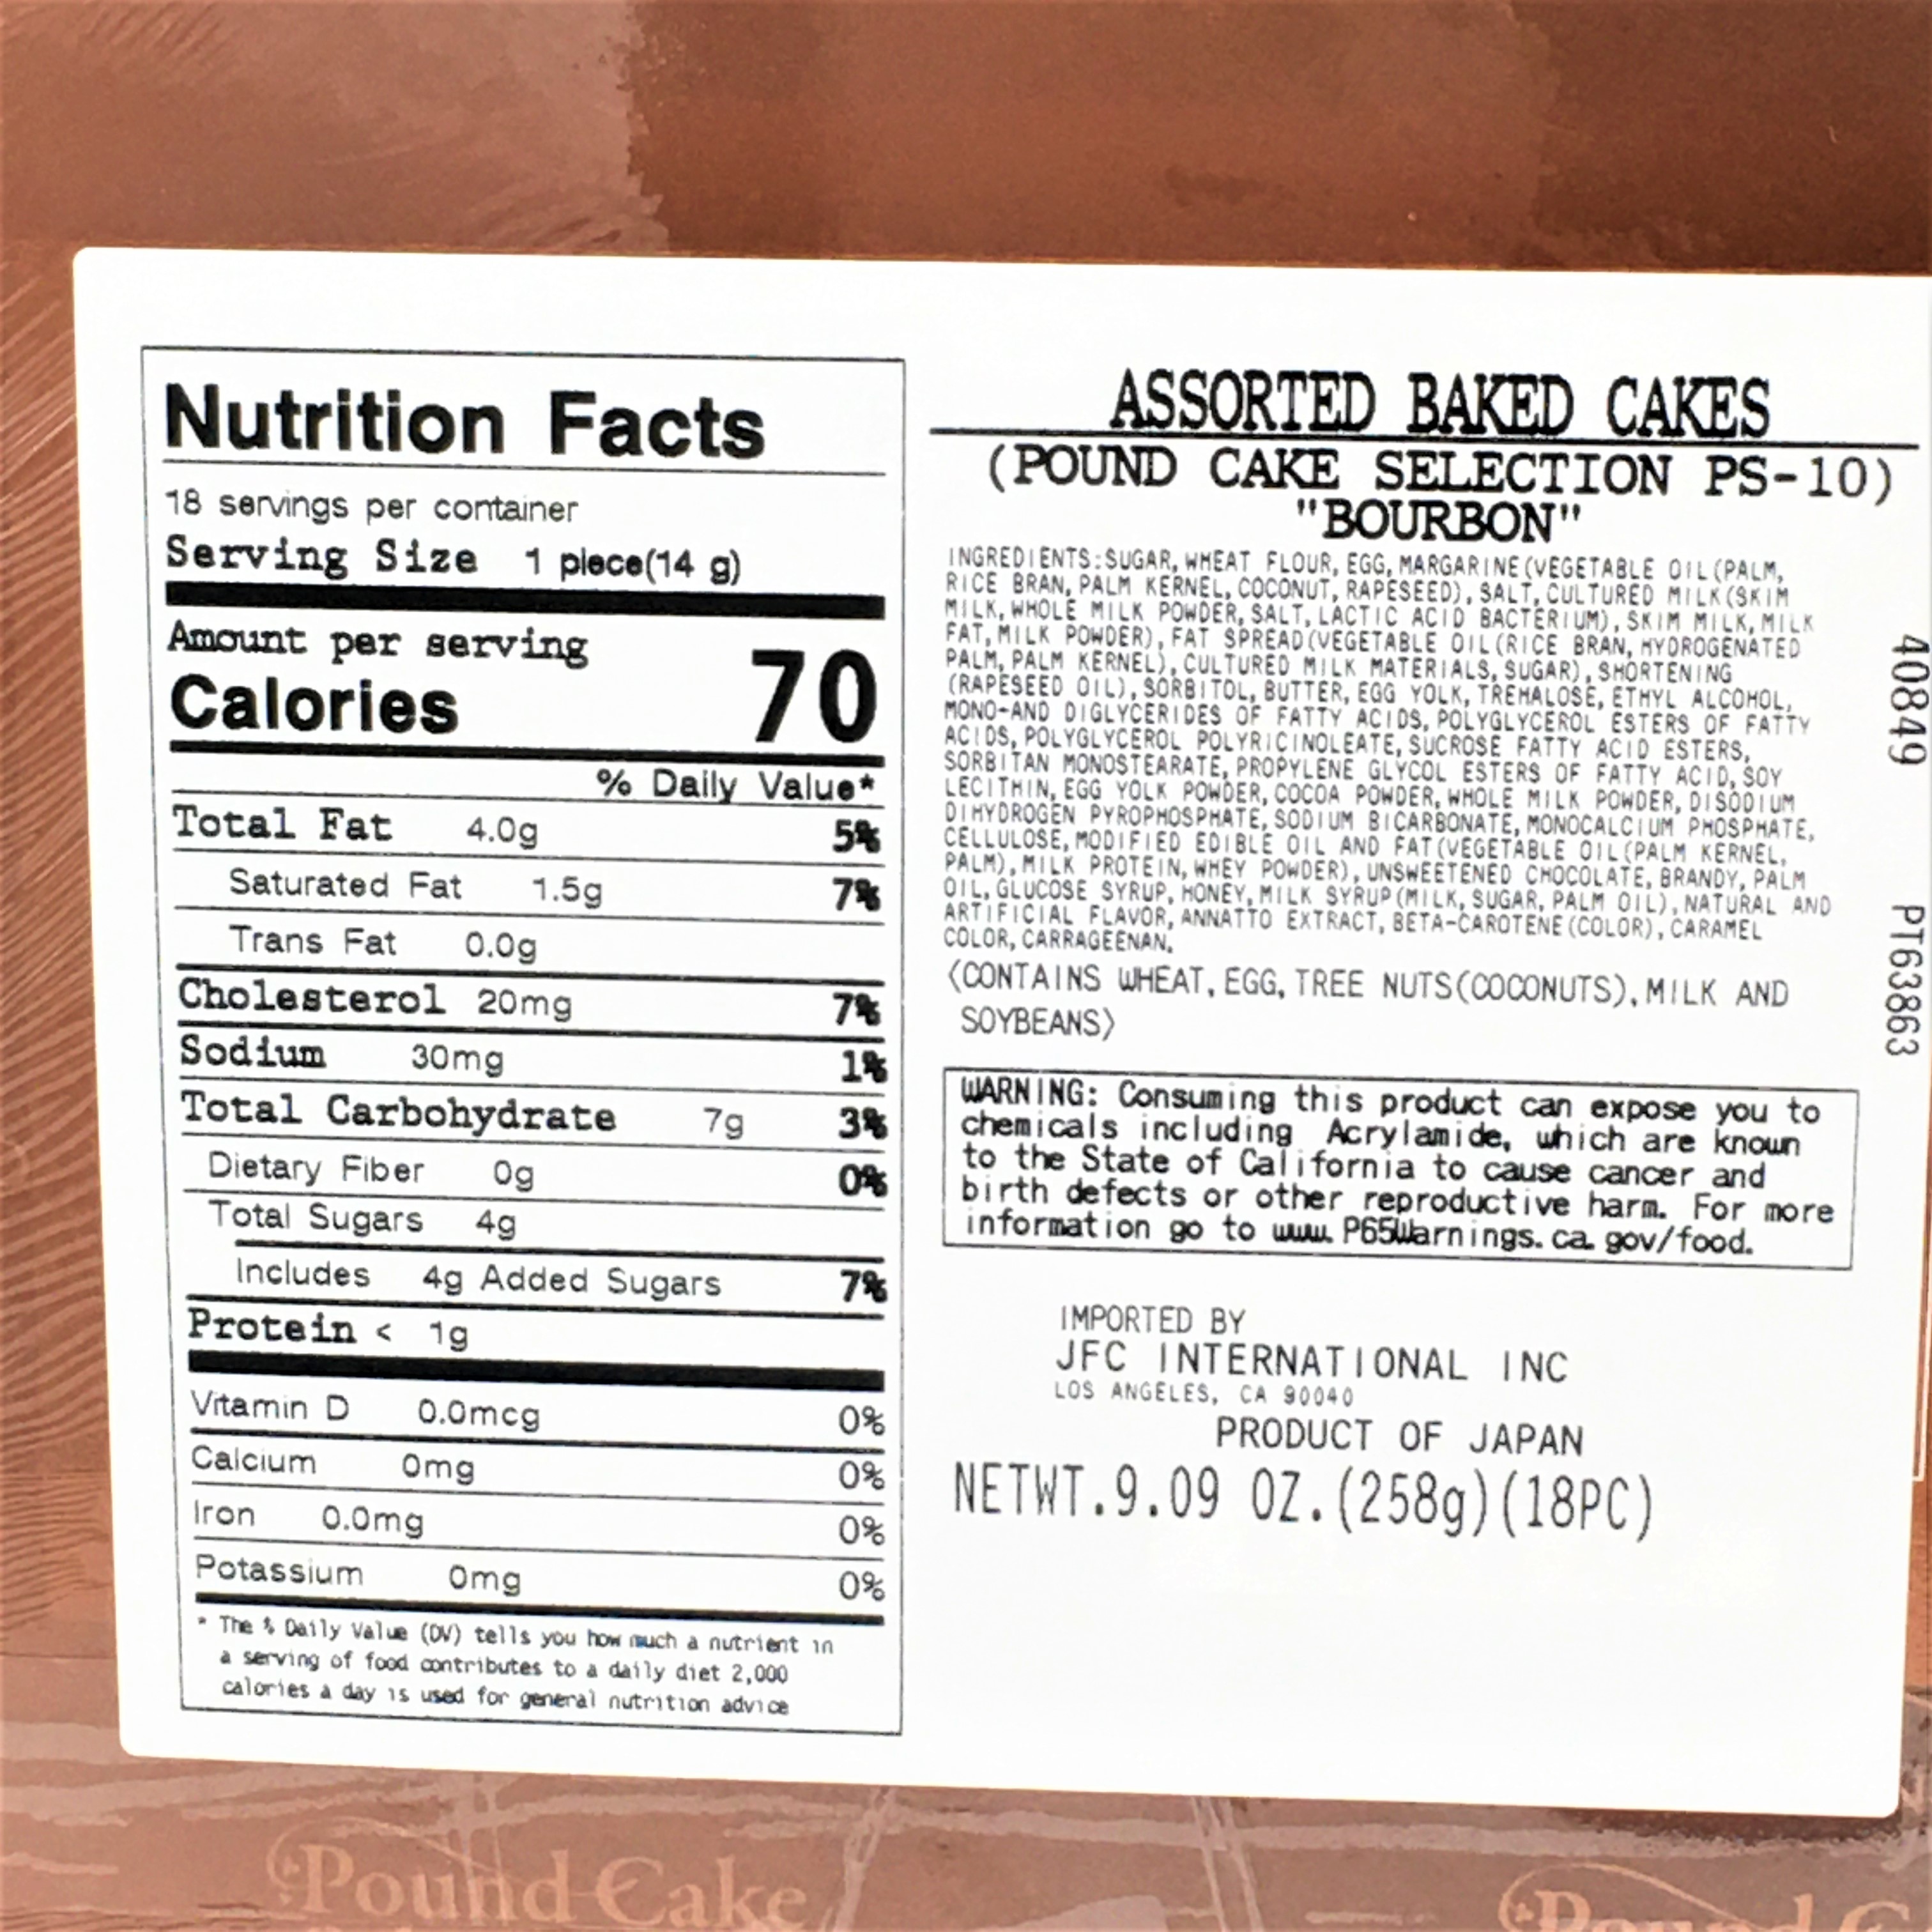 Nutrition Facts
18 servings per container
Serving Size 1 piece(14 g)
Amount per serving
Calories 70
% Daily Value*
Total Fat 4.0g 5%
Saturated Fat 1.5g 7%
Trans Fat 0.0g
Cholesterol 20mg 7%
Sodium 30mg 1%
Total Carbohydrate 7g 3%
Dietary Fiber 0g 0%
Total Sugars 4g
Includes 4g Added Sugars 7%
Protein < 1g
Vitamin D 0.0mcg 0%
Calcium 0mg 0%
Iron 0.0mg 0%
Potassium 0mg 0%
* The % Daily Value (DV) tells you how much a nutrient in
a serving of food contributes to a daily diet 2,000
calories a day is used for general nutrition advice
ASSORTED BAKED CAKES
(POUND CAKE SELECTION PS-10)
"BOURBON"
INGREDIENTS:SUGAR, WHEAT FLOUR, EGG, MARGARINE(VEGETABLE OIL(PALM,
RICE BRAN, PALM KERNEL, COCONUT, RAPESEED), SALT, CULTURED MILK(SKIM
MILK, WHOLE MILK POWDER, SALT, LACTIC ACID BACTERIUM), SKIM MILK, MILK
FAT, MILK POWDER), FAT SPREAD(VEGETABLE OIL(RICE BRAN, HYDROGENATED
PALM, PALM KERNEL), CULTURED MILK MATERIALS, SUGAR), SHORTENING
(RAPESEED OIL), SORBITOL, BUTTER, EGG YOLK, TREHALOSE, ETHYL ALCOHOL,
MONO-AND DIGLYCERIDES OF FATTY ACIDS, POLYGLYCEROL ESTERS OF FATTY
ACIDS, POLYGLYCEROL POLYRICINOLEATE, SUCROSE FATTY ACID ESTERS,
SORBITAN MONOSTEARATE, PROPYLENE GLYCOL ESTERS OF FATTY ACID, SOY
LECITHIN, EGG YOLK POWDER, COCOA POWDER, WHOLE MILK POWDER, DISODIUM
DIHYDROGEN PYROPHOSPHATE, SODIUM BICARBONATE, MONOCALCIUM PHOSPHATE,
CELLULOSE, MODIFIED EDIBLE OIL AND FAT(VEGETABLE OIL(PALM KERNEL,
PALM), MILK PROTEIN, WHEY POWDER), UNSWEETENED CHOCOLATE, BRANDY, PALM
OIL, GLUCOSE SYRUP, HONEY, MILK SYRUP(MILK, SUGAR, PALM OIL), NATURAL AND
ARTIFICIAL FLAVOR, ANNATTO EXTRACT, BETA-CAROTENE(COLOR), CARAMEL
COLOR, CARRAGEENAN.
〈CONTAINS WHEAT, EGG, TREE NUTS(COCONUTS), MILK AND
SOYBEANS〉
WARNING: Consuming this product can expose you to
chemicals including Acrylamide, which are known
to the State of California to cause cancer and
birth defects or other reproductive harm. For more
information go to www.P65Warnings.ca.gov/food.
IMPORTED BY
JFC INTERNATIONAL INC
LOS ANGELES, CA 90040
PRODUCT OF JAPAN
NETWT.9.09 OZ.(258g)(18PC)
40849 PT63863
Pound Cake
Pound C